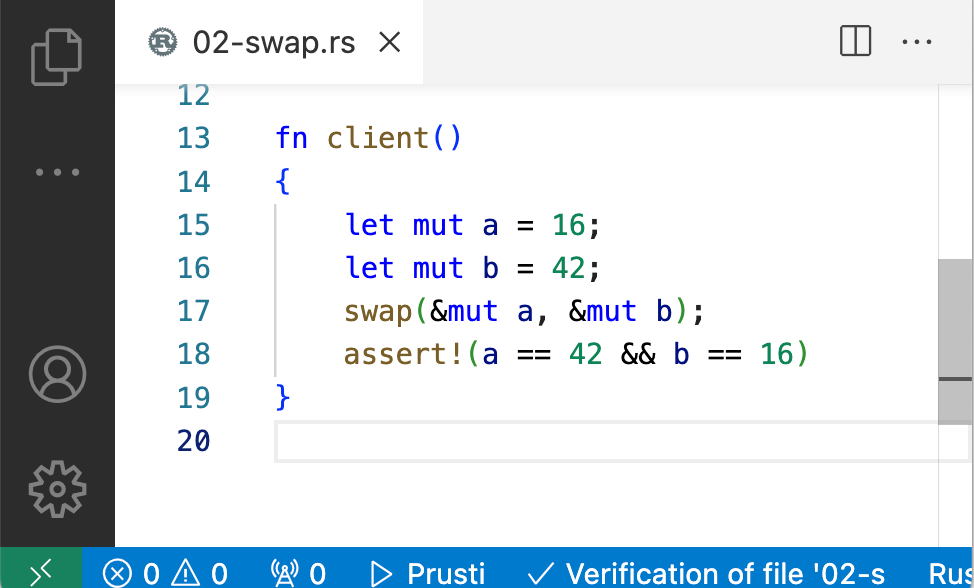 02-swap.rs
12
13 fn client()
14 {
15 let mut a = 16;
16 let mut b = 42;
17 swap(&mut a, &mut b);
18 assert!(a == 42 && b == 16)
19 }
20
0 0 0 Prusti Verification of file '02-s Rus